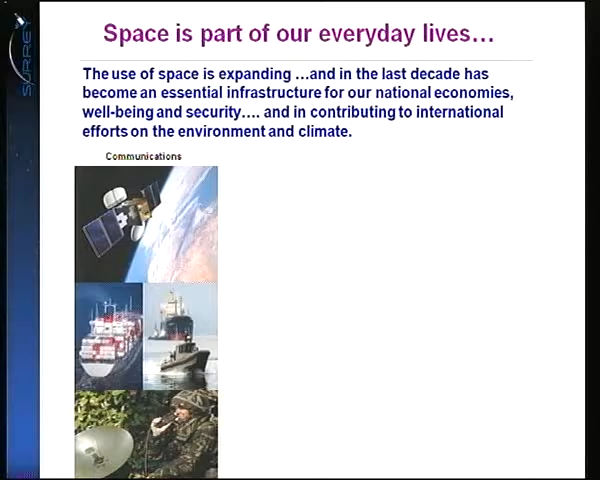 Space is part of our everyday lives…
The use of space is expanding …and in the last decade has
become an essential infrastructure for our national economies,
well-being and security…. and in contributing to international
efforts on the environment and climate.
Communications
SURREY